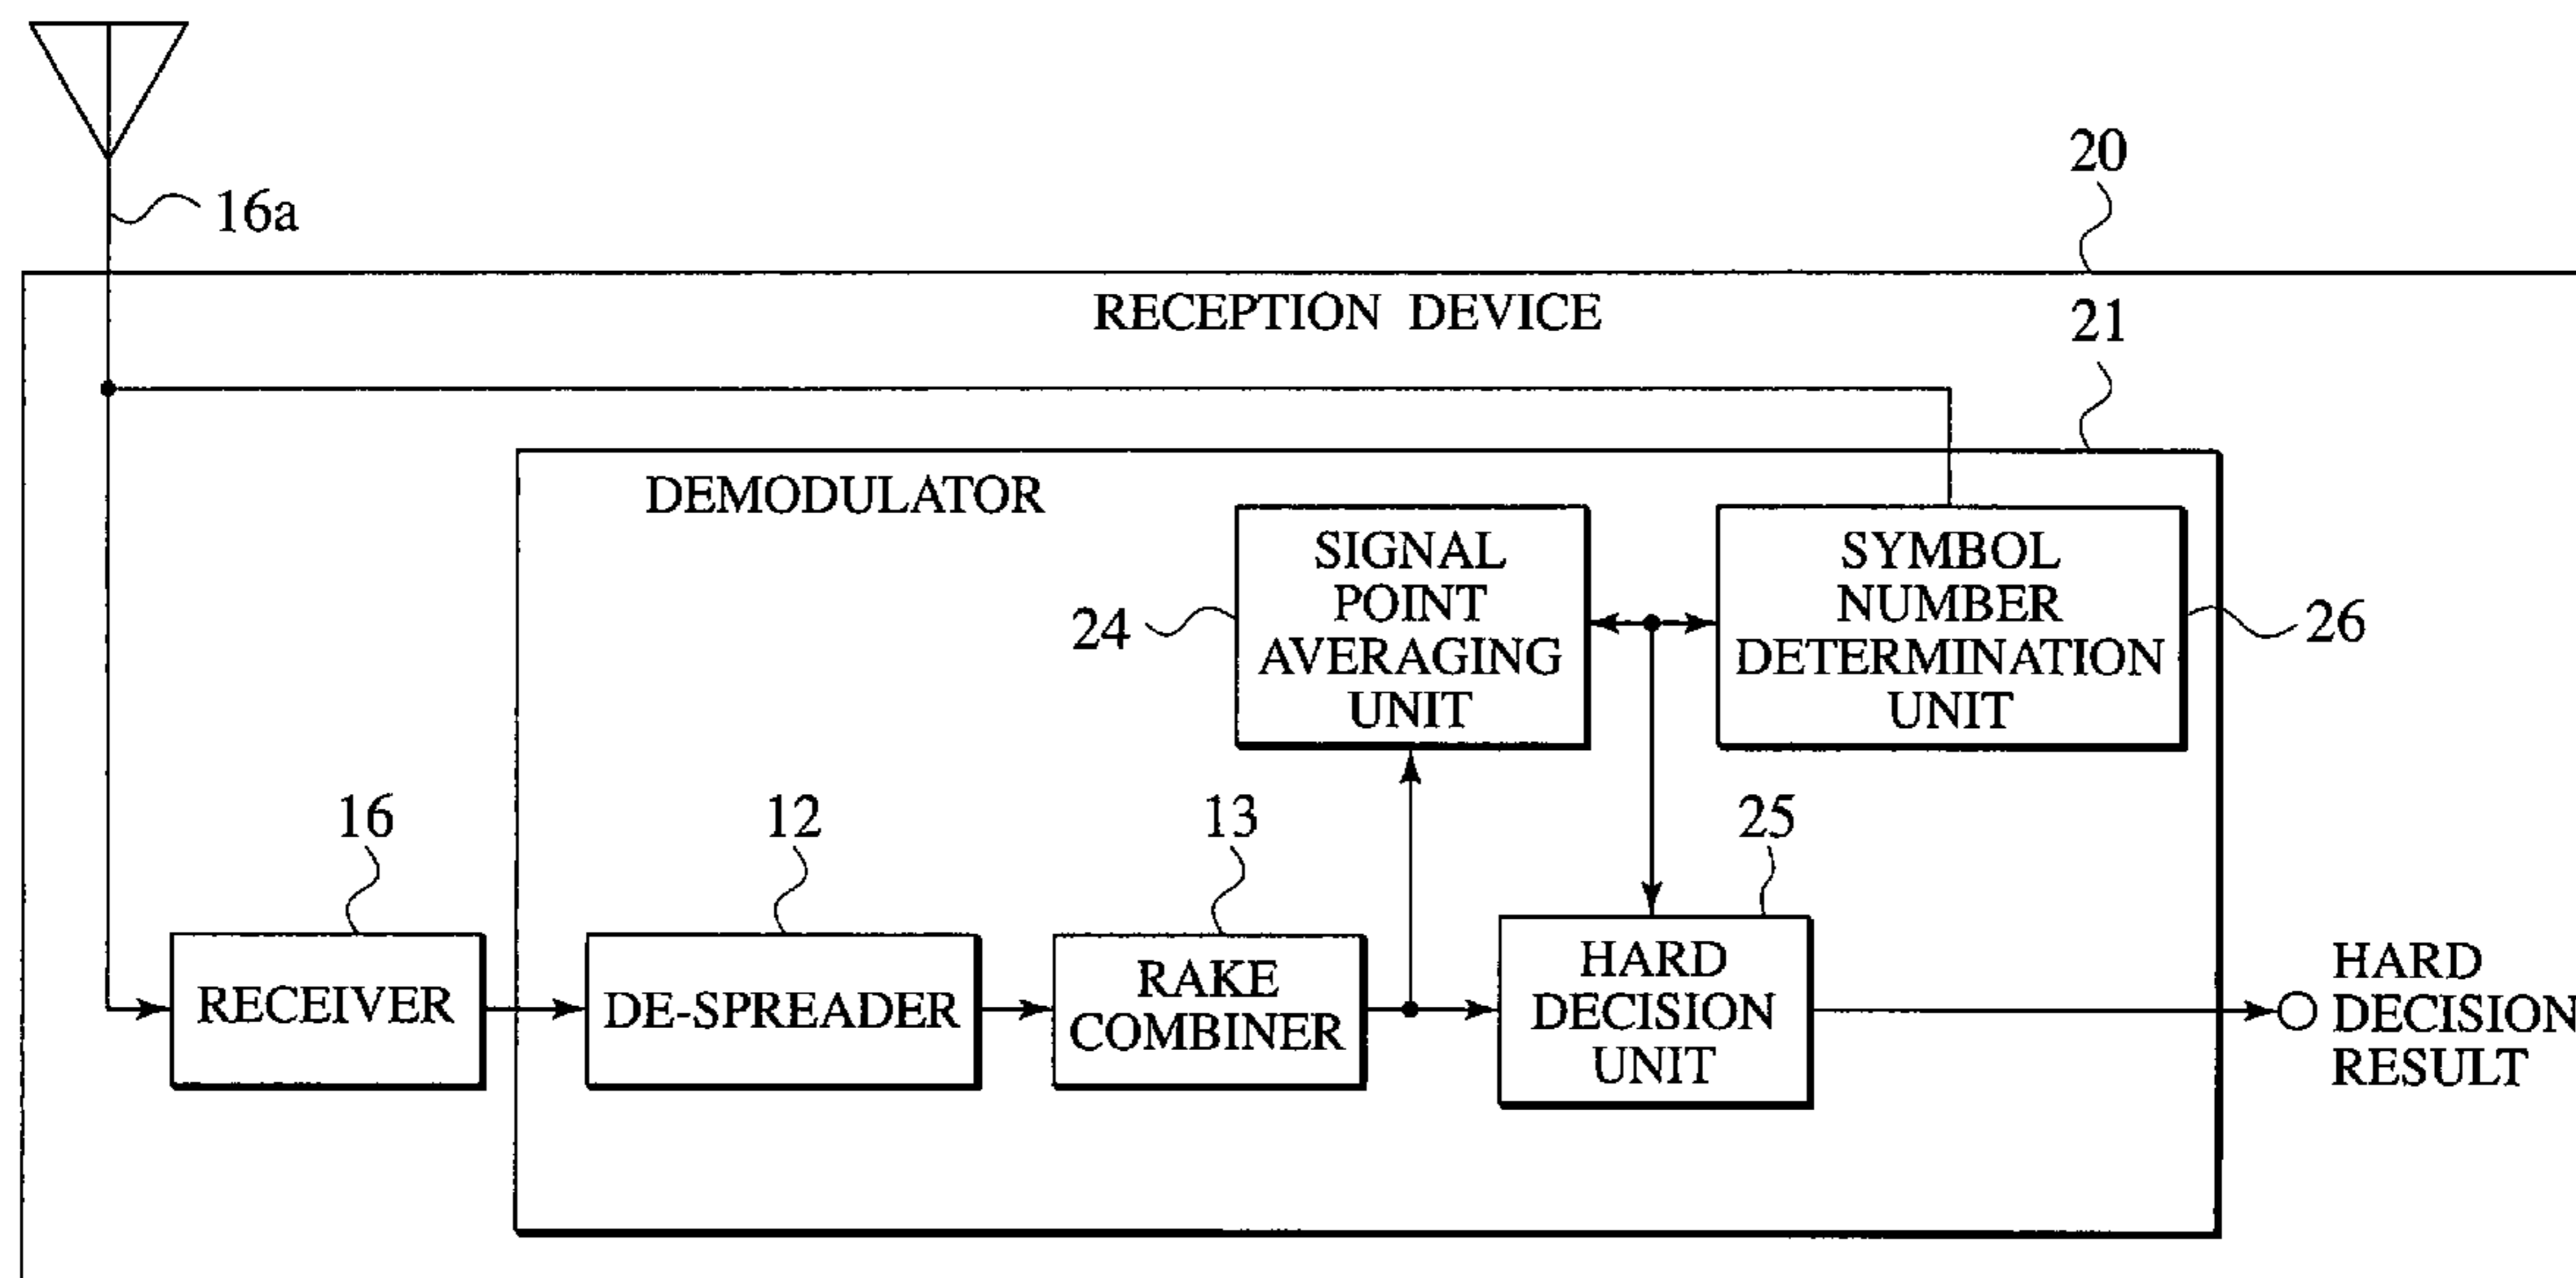 20
16a
RECEPTION DEVICE
21
DEMODULATOR
SIGNAL
POINT
AVERAGING
UNIT
24
SYMBOL
NUMBER
DETERMINATION
UNIT
26
16
12
13
25
RECEIVER
DE-SPREADER
RAKE
COMBINER
HARD
DECISION
UNIT
HARD
DECISION
RESULT